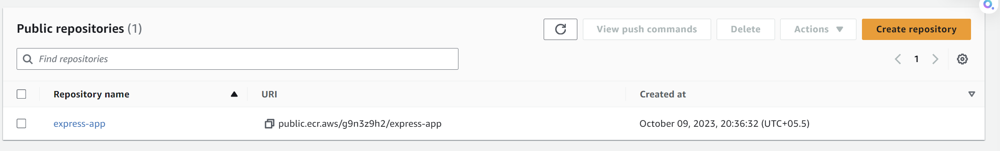 Public repositories (1)
View push commands
Delete
Actions
Create repository
Find repositories
1
Repository name
URI
Created at
express-app
public.ecr.aws/g9n3z9h2/express-app
October 09, 2023, 20:36:32 (UTC+05.5)